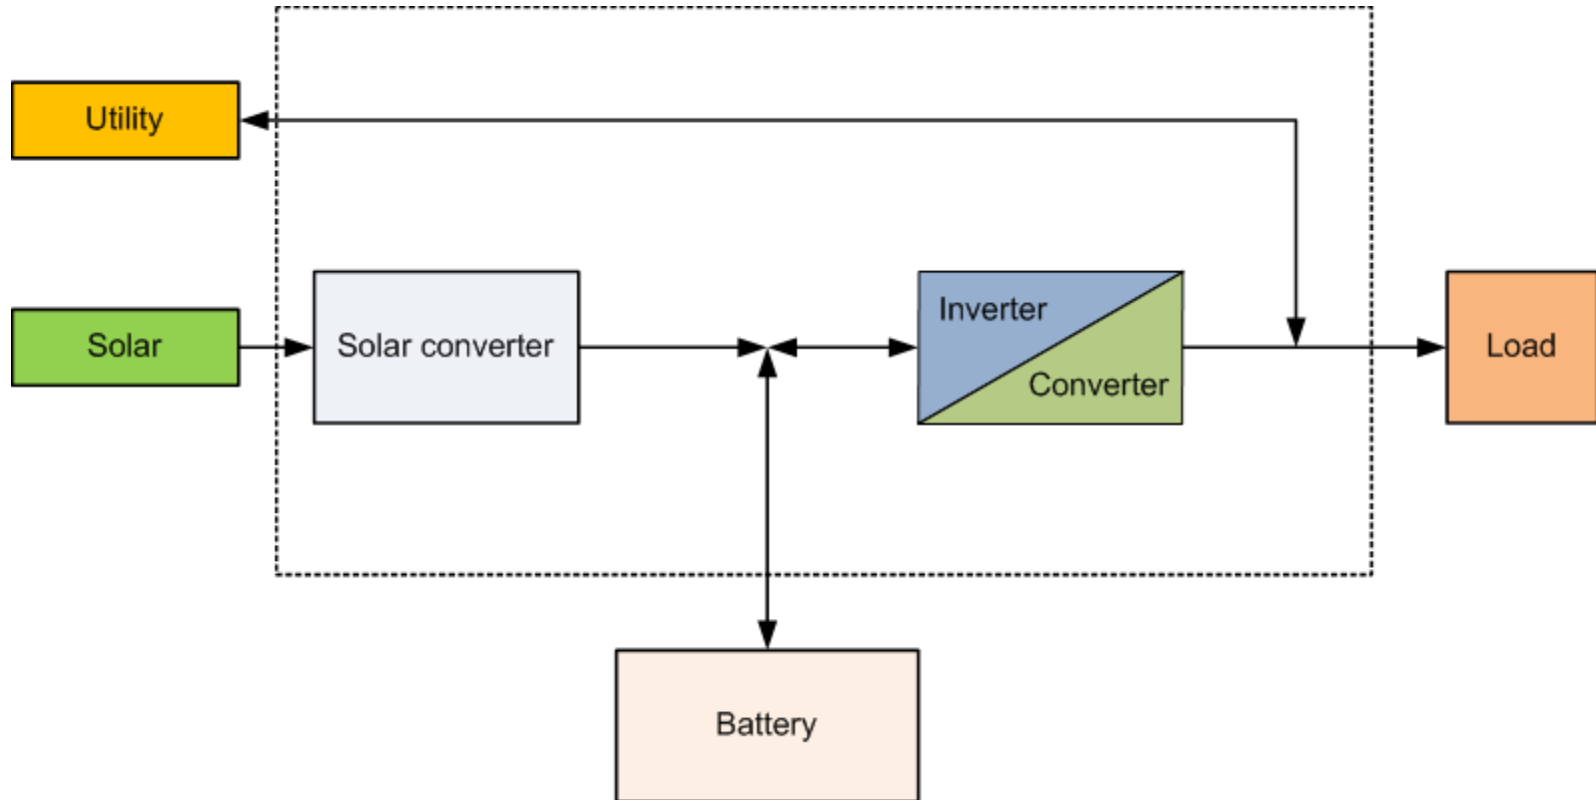 Utility
Solar
Solar converter
Inverter
Converter
Load
Battery